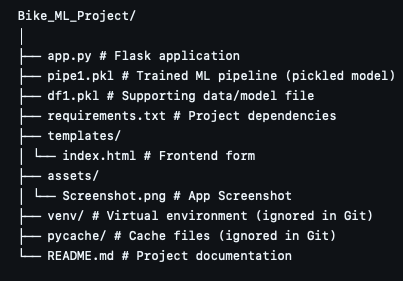 Bike_ML_Project/
│
├── app.py # Flask application
├── pipe1.pkl # Trained ML pipeline (pickled model)
├── df1.pkl # Supporting data/model file
├── requirements.txt # Project dependencies
├── templates/
│ └── index.html # Frontend form
├── assets/
│ └── Screenshot.png # App Screenshot
├── venv/ # Virtual environment (ignored in Git)
├── pycache/ # Cache files (ignored in Git)
└── README.md # Project documentation